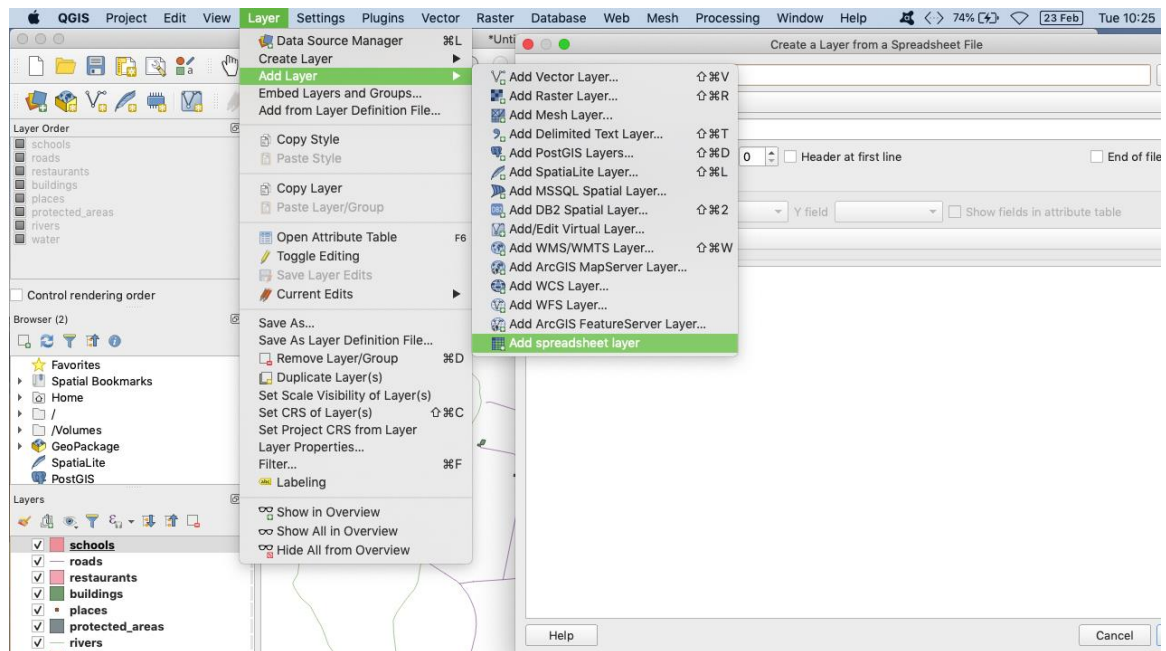 QGIS Project Edit View Layer Settings Plugins Vector Raster Database Web Mesh Processing Window Help 74% 23 Feb Tue 10:25
*Unti
Create a Layer from a Spreadsheet File
Data Source Manager ⌘L
Create Layer
Add Layer
Embed Layers and Groups...
Add from Layer Definition File...
Copy Style
Paste Style
Copy Layer
Paste Layer/Group
Open Attribute Table F6
Toggle Editing
Save Layer Edits
Current Edits
Save As...
Save As Layer Definition File...
Remove Layer/Group ⌘D
Duplicate Layer(s)
Set Scale Visibility of Layer(s)
Set CRS of Layer(s) ⇧⌘C
Set Project CRS from Layer
Layer Properties...
Filter... ⌘F
Labeling
Show in Overview
Show All in Overview
Hide All from Overview
Add Vector Layer... ⇧⌘V
Add Raster Layer... ⇧⌘R
Add Mesh Layer...
Add Delimited Text Layer... ⇧⌘T
Add PostGIS Layers... ⇧⌘D
Add SpatiaLite Layer... ⇧⌘L
Add MSSQL Spatial Layer...
Add DB2 Spatial Layer... ⇧⌘2
Add/Edit Virtual Layer...
Add WMS/WMTS Layer... ⇧⌘W
Add ArcGIS MapServer Layer...
Add WCS Layer...
Add WFS Layer...
Add ArcGIS FeatureServer Layer...
Add spreadsheet layer
0 Header at first line End of file
Y field Show fields in attribute table
Layer Order
schools
roads
restaurants
buildings
places
protected_areas
rivers
water
Control rendering order
Browser (2)
Favorites
Spatial Bookmarks
Home
/
/Volumes
GeoPackage
SpatiaLite
PostGIS
Layers
schools
roads
restaurants
buildings
places
protected_areas
rivers
Help Cancel